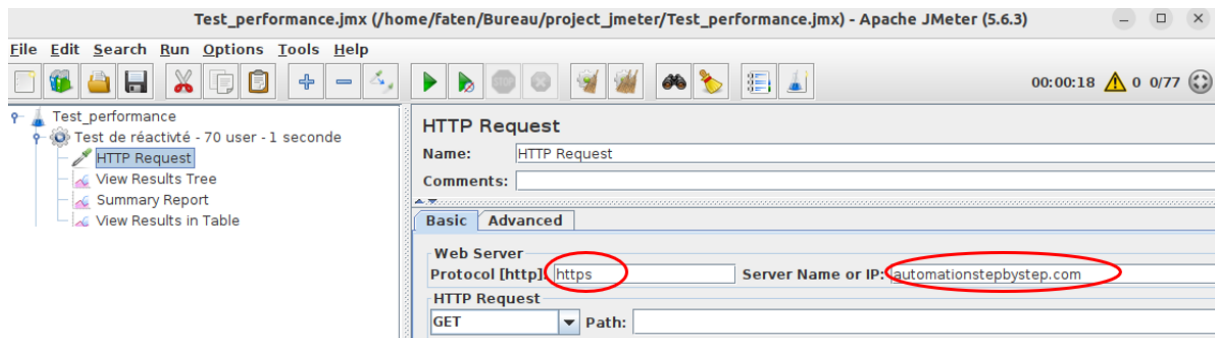 Test_performance.jmx (/home/faten/Bureau/project_jmeter/Test_performance.jmx) - Apache JMeter (5.6.3)
File Edit Search Run Options Tools Help
00:00:18 0 0/77
Test_performance
Test de réactivté - 70 user - 1 seconde
HTTP Request
View Results Tree
Summary Report
View Results in Table
HTTP Request
Name: HTTP Request
Comments:
Basic Advanced
Web Server
Protocol [http]: https Server Name or IP: automationstepbystep.com
HTTP Request
GET Path: